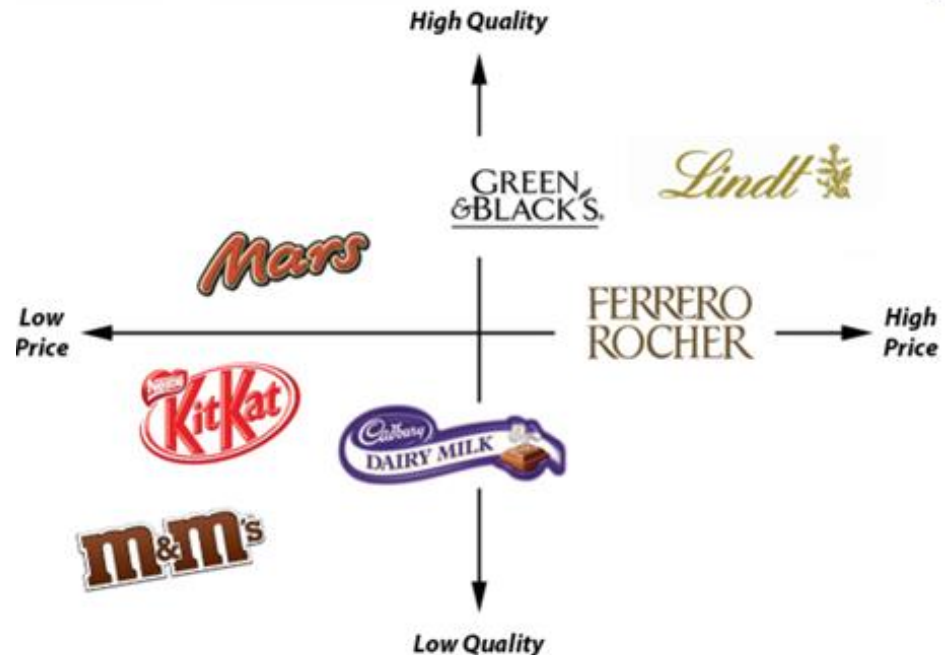 High Quality
GREEN
&BLACK'S®
Lindt
Mars
Low
Price
FERRERO
ROCHER
High
Price
Nestlé
KitKat
Cadbury
DAIRY MILK
m&m's
Low Quality